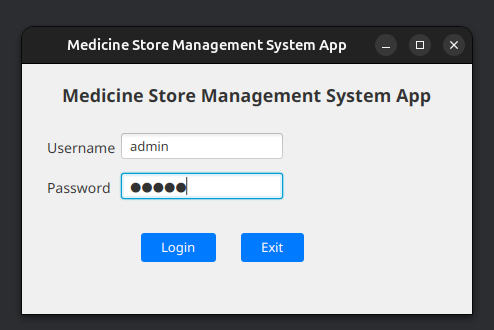 Medicine Store Management System App
Medicine Store Management System App
Username admin
Password ●●●●●
Login Exit